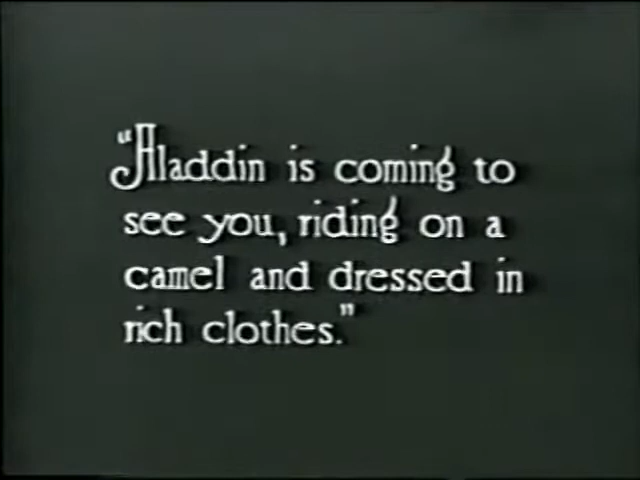 "Aladdin is coming to
see you, riding on a
camel and dressed in
rich clothes."